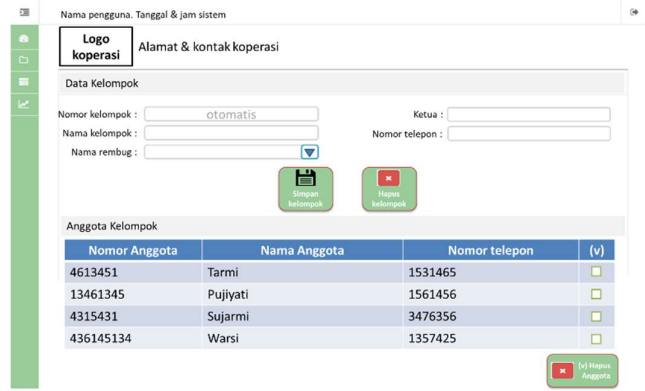 Nama pengguna. Tanggal & jam sistem
Logo
koperasi
Alamat & kontak koperasi
Data Kelompok
Nomor kelompok : otomatis
Ketua :
Nama kelompok :
Nomor telepon :
Nama rembug :
Simpan
kelompok
Hapus
kelompok
Anggota Kelompok
Nomor Anggota Nama Anggota Nomor telepon (v)
4613451 Tarmi 1531465
13461345 Pujiyati 1561456
4315431 Sujarmi 3476356
436145134 Warsi 1357425
(v) Hapus
Anggota